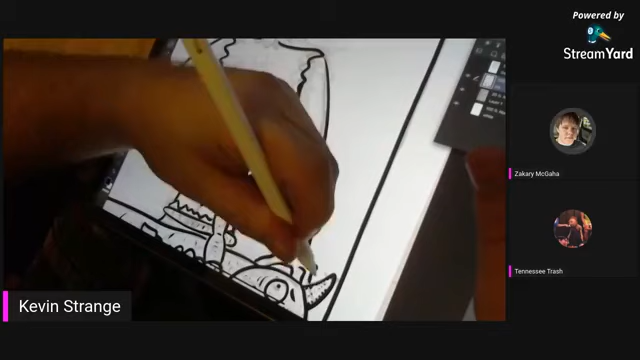 Powered by
StreamYard
Zakary McGaha
Tennessee Trash
Kevin Strange